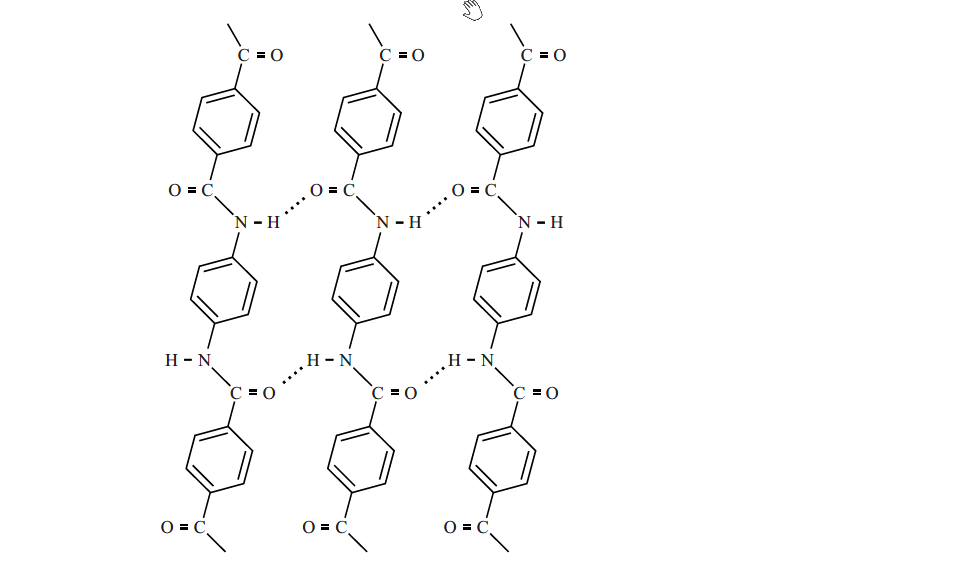 C = O C = O C = O
O = C O = C O = C
N - H N - H N - H
H - N H - N H - N
C = O C = O C = O
O = C O = C O = C